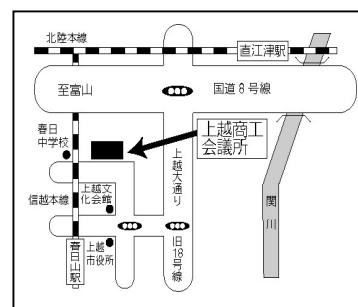 北陸本線
直江津駅
至富山
国道8号線
春日
中学校
上越商工
会議所
上越大通り
信越本線
上越文
化会館
関川
春日山駅
上越
市役所
旧18号線